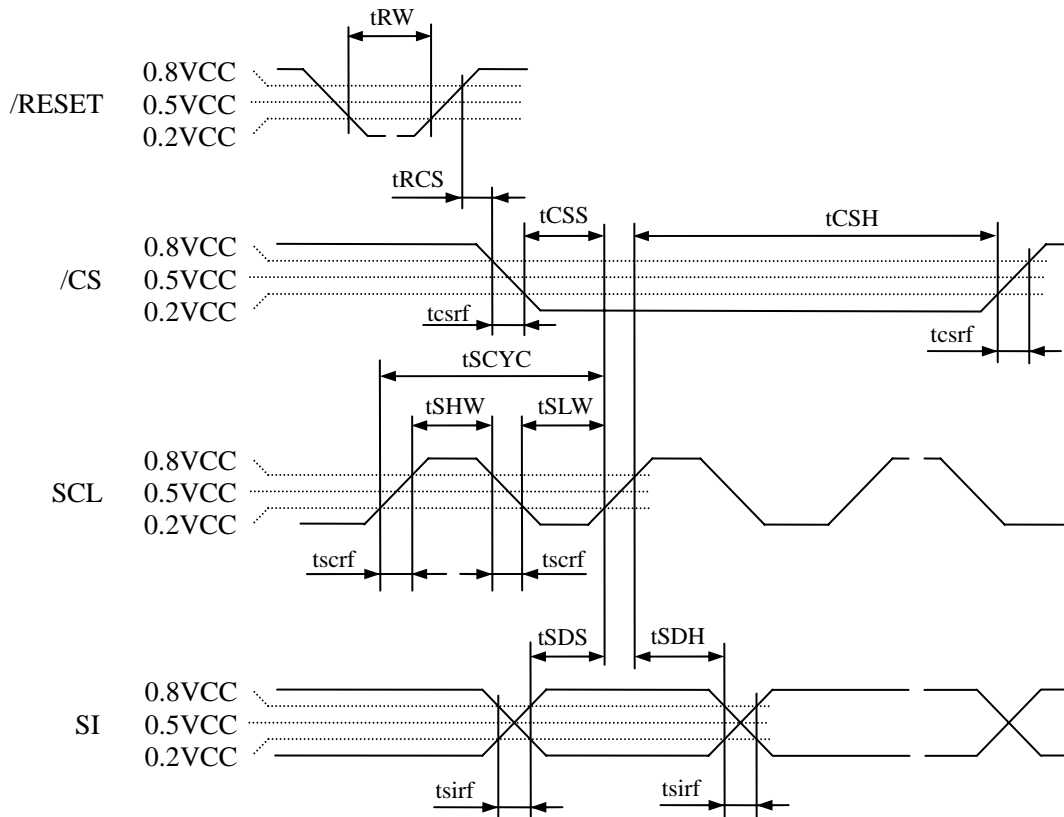 tRW
0.8VCC
/RESET 0.5VCC
0.2VCC
tRCS
tCSS tCSH
0.8VCC
/CS 0.5VCC
0.2VCC
tcsrf tcsrf
tSCYC
tSHW tSLW
0.8VCC
SCL 0.5VCC
0.2VCC
tscrf tscrf
tSDS tSDH
0.8VCC
SI 0.5VCC
0.2VCC
tsirf tsirf